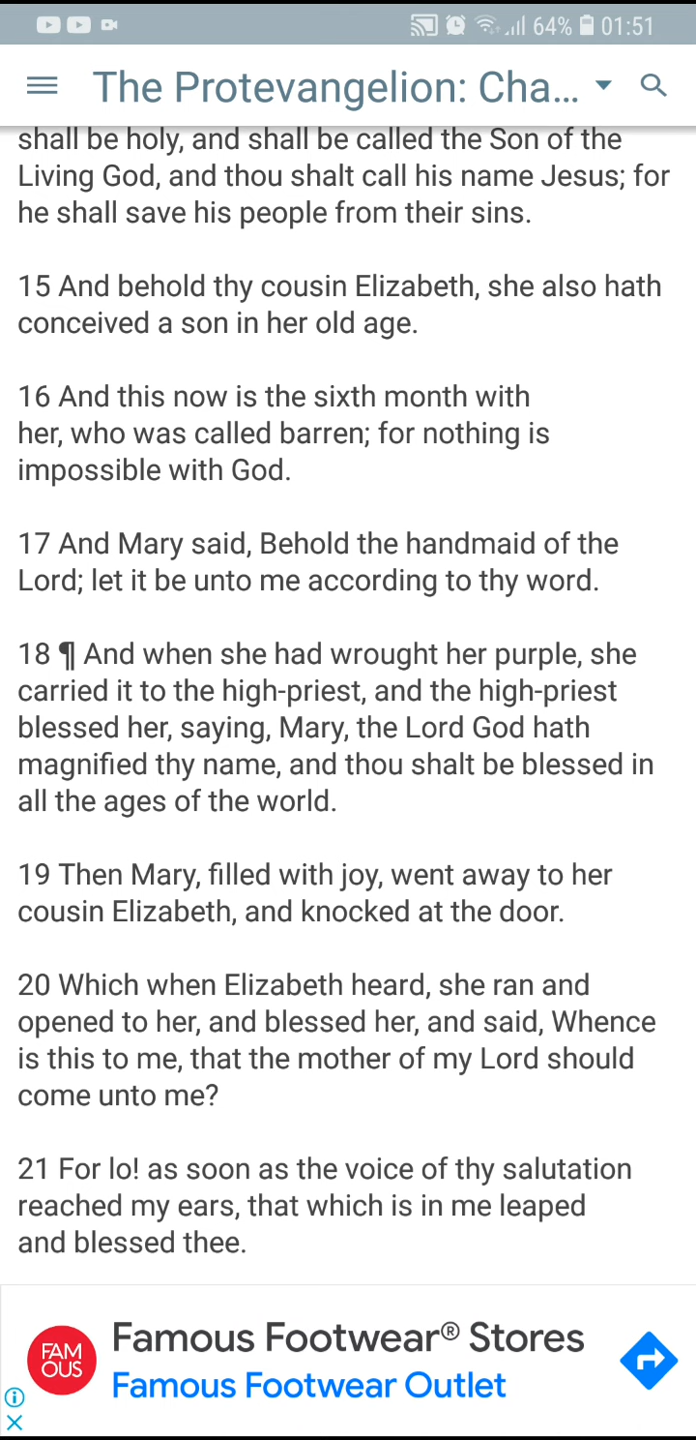 64% 01:51
The Protevangelion: Cha...
shall be holy, and shall be called the Son of the
Living God, and thou shalt call his name Jesus; for
he shall save his people from their sins.
15 And behold thy cousin Elizabeth, she also hath
conceived a son in her old age.
16 And this now is the sixth month with
her, who was called barren; for nothing is
impossible with God.
17 And Mary said, Behold the handmaid of the
Lord; let it be unto me according to thy word.
18 ¶ And when she had wrought her purple, she
carried it to the high-priest, and the high-priest
blessed her, saying, Mary, the Lord God hath
magnified thy name, and thou shalt be blessed in
all the ages of the world.
19 Then Mary, filled with joy, went away to her
cousin Elizabeth, and knocked at the door.
20 Which when Elizabeth heard, she ran and
opened to her, and blessed her, and said, Whence
is this to me, that the mother of my Lord should
come unto me?
21 For lo! as soon as the voice of thy salutation
reached my ears, that which is in me leaped
and blessed thee.
FAM
OUS
Famous Footwear® Stores
Famous Footwear Outlet